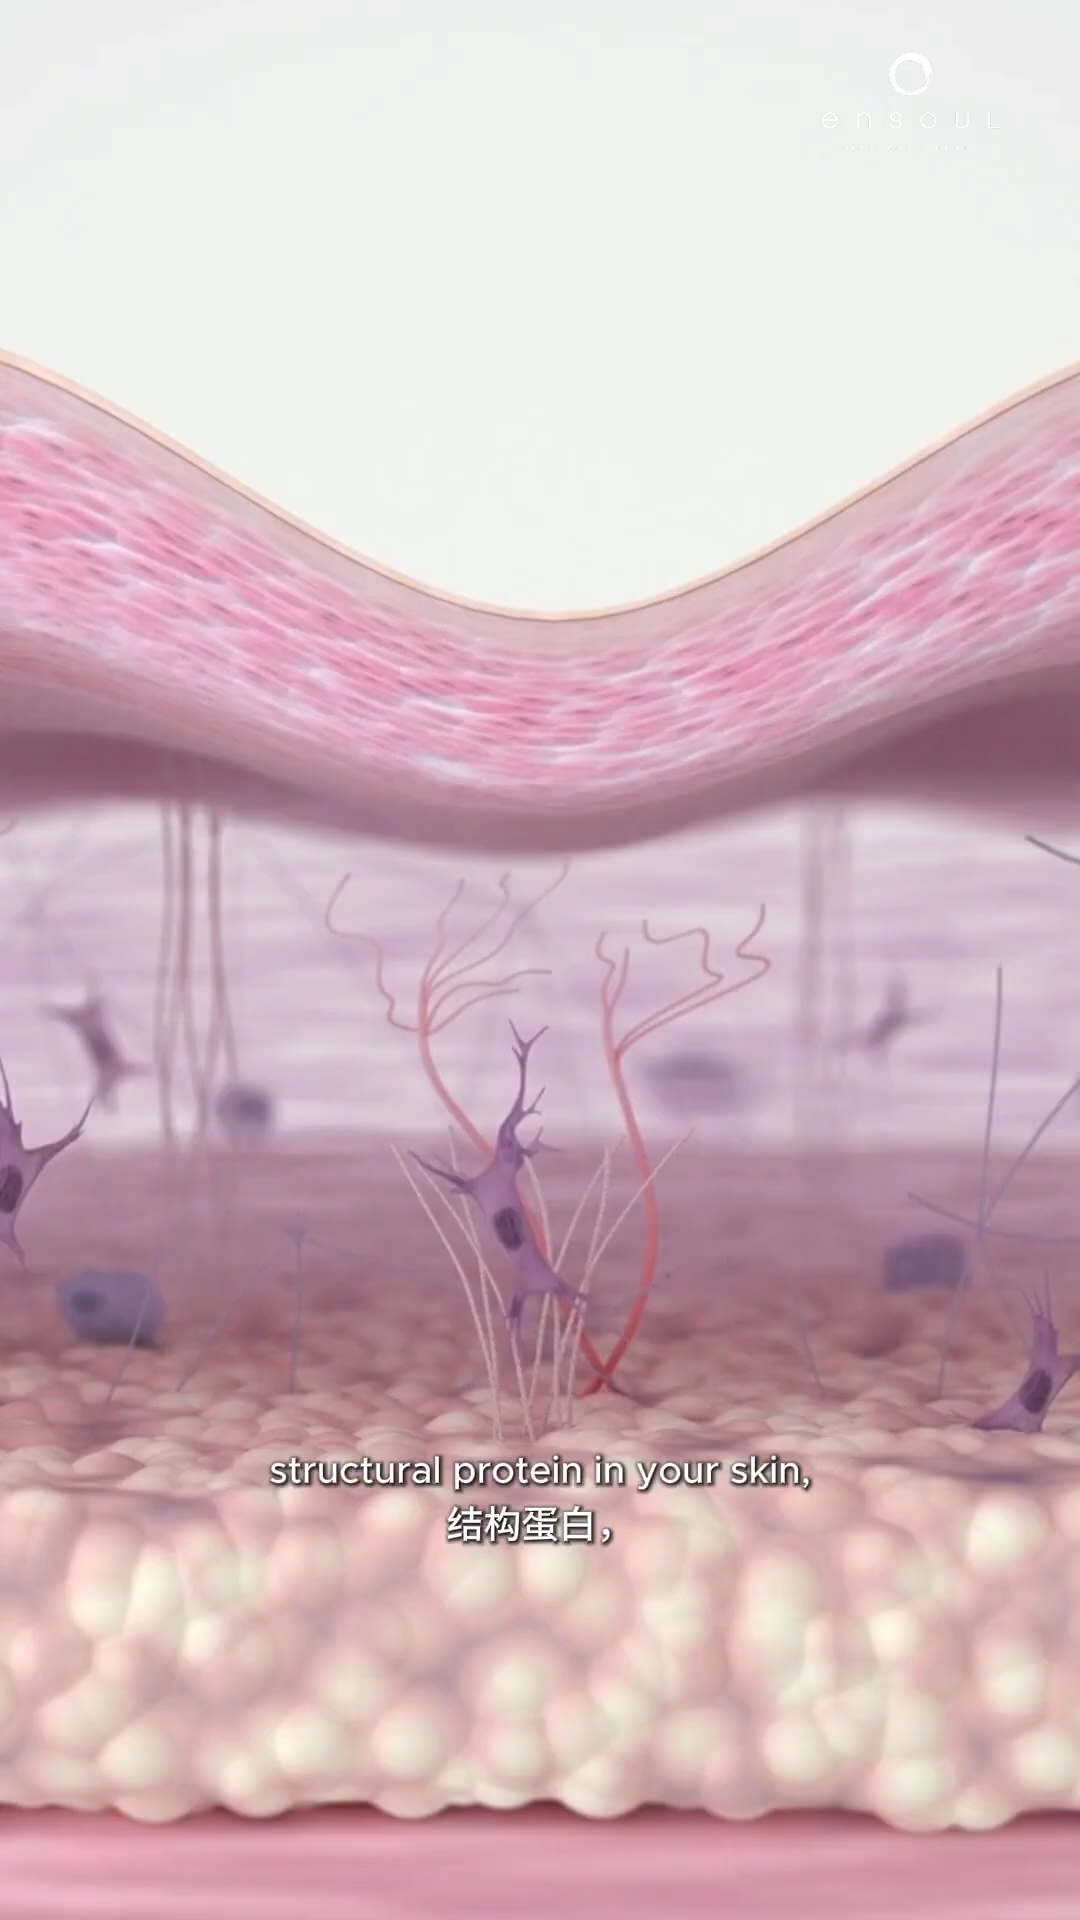 ensoul
structural protein in your skin,
结构蛋白，